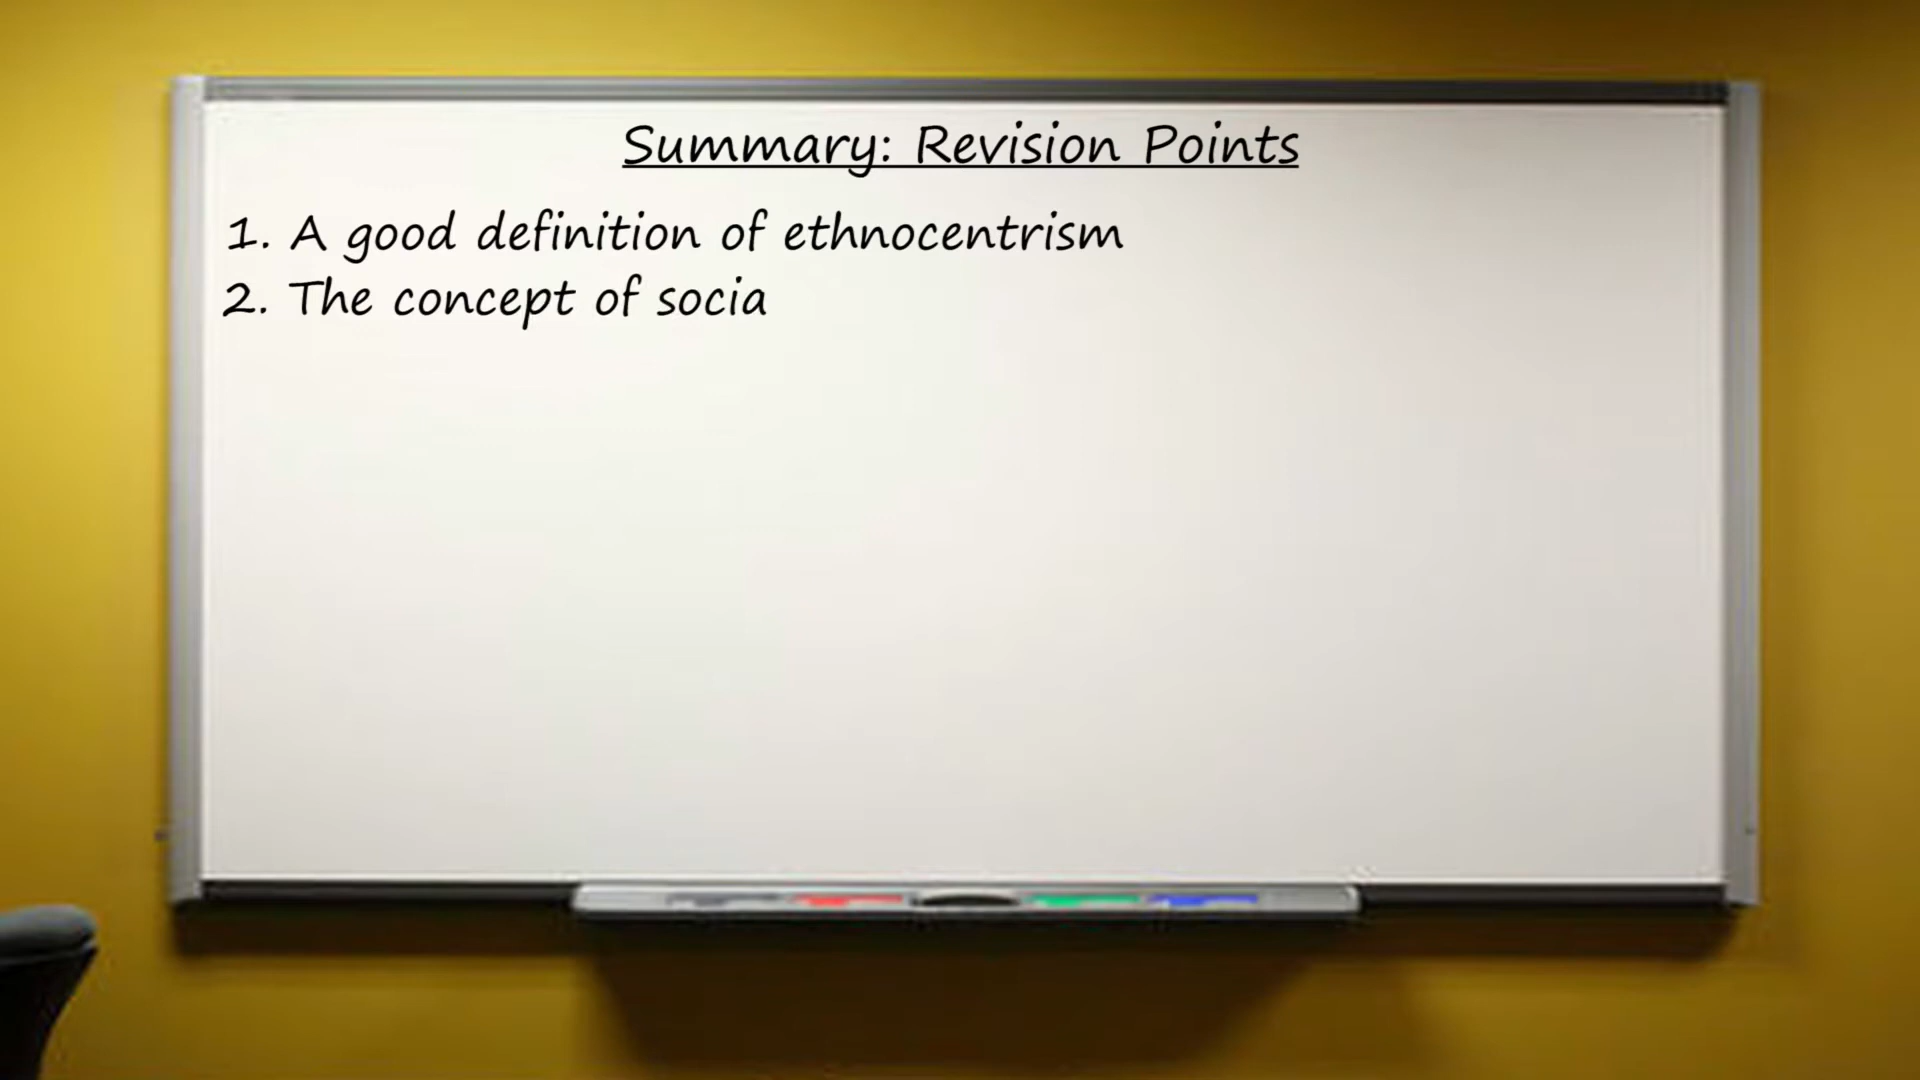 Summary: Revision Points
1. A good definition of ethnocentrism
2. The concept of socia